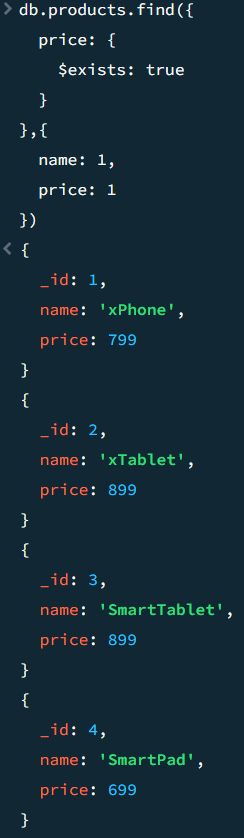 > db.products.find({
price: {
$exists: true
}
},{
name: 1,
price: 1
})
< {
_id: 1,
name: 'xPhone',
price: 799
}
{
_id: 2,
name: 'xTablet',
price: 899
}
{
_id: 3,
name: 'SmartTablet',
price: 899
}
{
_id: 4,
name: 'SmartPad',
price: 699
}